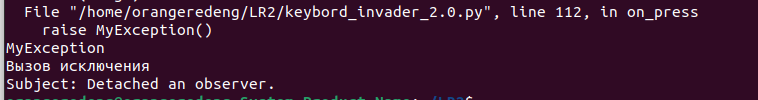 File "/home/orangeredeng/LR2/keybord_invader_2.0.py", line 112, in on_press
raise MyException()
MyException
Вызов исключения
Subject: Detached an observer.